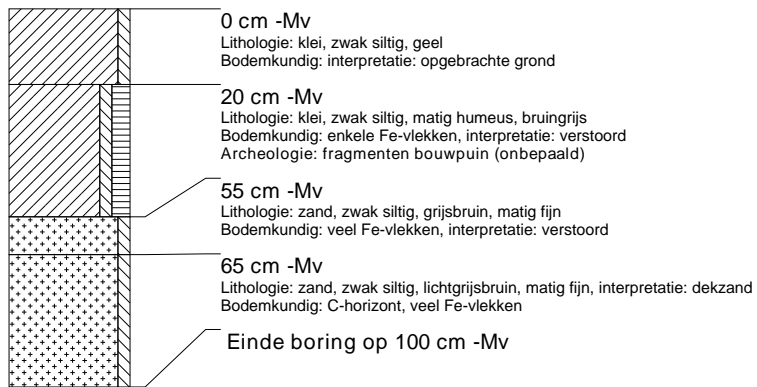 0 cm -Mv
Lithologie: klei, zwak siltig, geel
Bodemkundig: interpretatie: opgebrachte grond
20 cm -Mv
Lithologie: klei, zwak siltig, matig humeus, bruingrijs
Bodemkundig: enkele Fe-vlekken, interpretatie: verstoord
Archeologie: fragmenten bouwpuin (onbepaald)
55 cm -Mv
Lithologie: zand, zwak siltig, grijsbruin, matig fijn
Bodemkundig: veel Fe-vlekken, interpretatie: verstoord
65 cm -Mv
Lithologie: zand, zwak siltig, lichtgrijsbruin, matig fijn, interpretatie: dekzand
Bodemkundig: C-horizont, veel Fe-vlekken
Einde boring op 100 cm -Mv